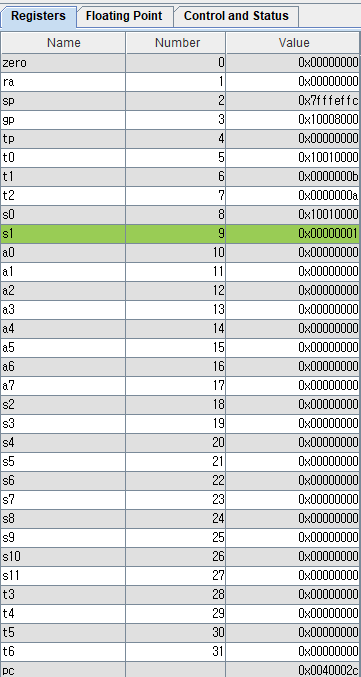 Registers Floating Point Control and Status
Name Number Value
zero 0 0x00000000
ra 1 0x00000000
sp 2 0x7fffeffc
gp 3 0x10008000
tp 4 0x00000000
t0 5 0x10010000
t1 6 0x0000000b
t2 7 0x0000000a
s0 8 0x10010000
s1 9 0x00000001
a0 10 0x00000000
a1 11 0x00000000
a2 12 0x00000000
a3 13 0x00000000
a4 14 0x00000000
a5 15 0x00000000
a6 16 0x00000000
a7 17 0x00000000
s2 18 0x00000000
s3 19 0x00000000
s4 20 0x00000000
s5 21 0x00000000
s6 22 0x00000000
s7 23 0x00000000
s8 24 0x00000000
s9 25 0x00000000
s10 26 0x00000000
s11 27 0x00000000
t3 28 0x00000000
t4 29 0x00000000
t5 30 0x00000000
t6 31 0x00000000
pc 0x0040002c